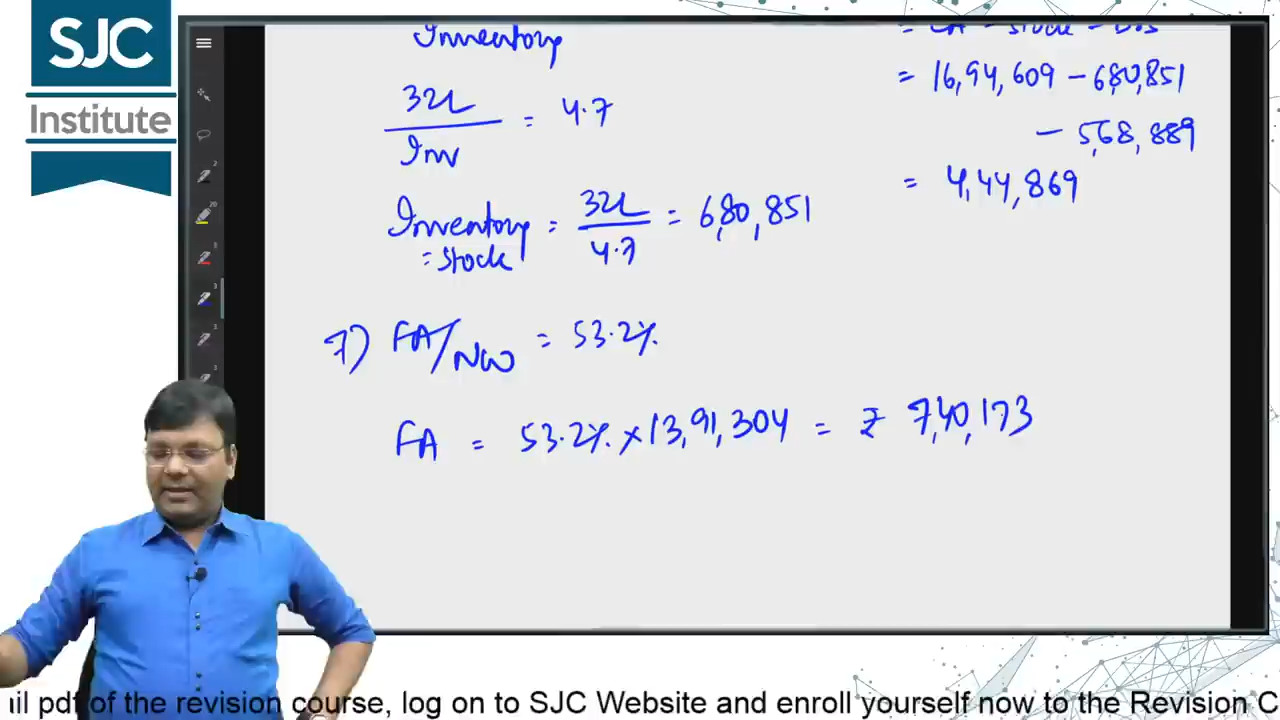 SJC
Institute
Inventory
32L
Inv
= 4.7
Inventory = 32L / 4.7 = 6,80,851
= Stock
= CA - Stock -
= 16,94,609 - 6,80,851
- 5,68,889
= 4,44,869
7) FA/NW = 53.2%
FA = 53.2% × 13,91,304 = ₹ 7,40,173
pdf of the revision course, log on to SJC Website and enroll yourself now to the Revision C